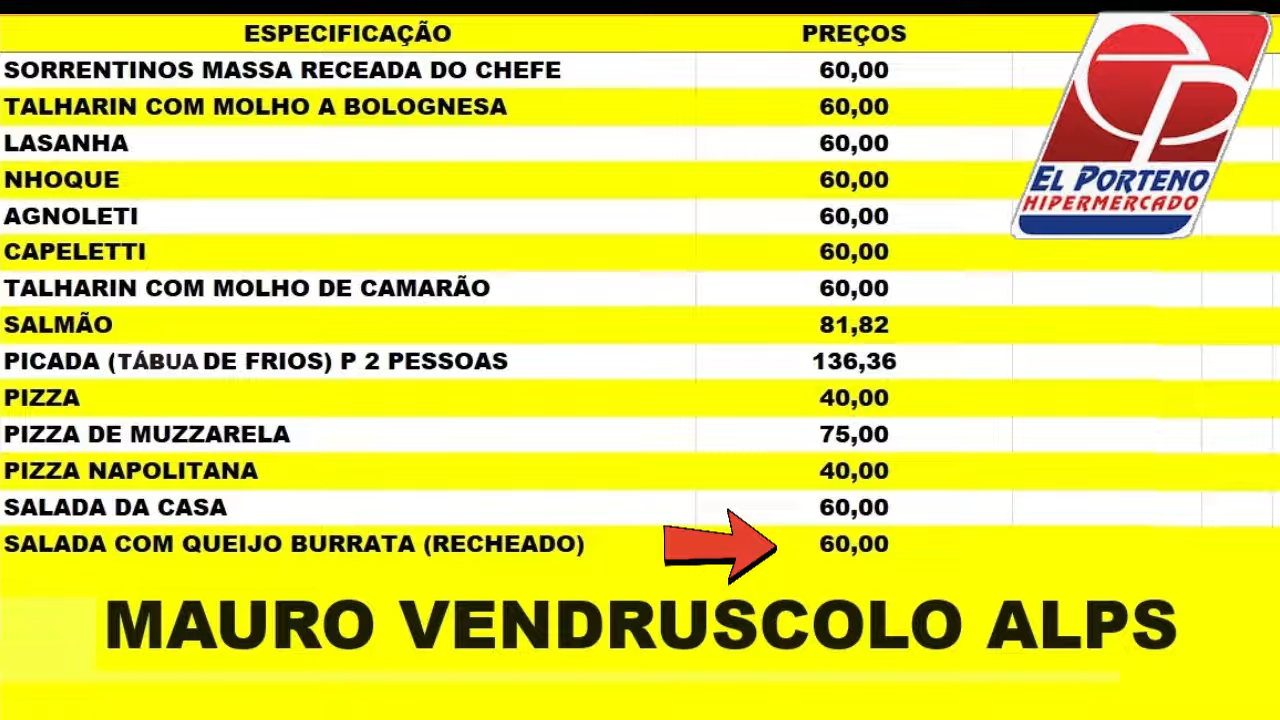 ESPECIFICAÇÃO PREÇOS
SORRENTINOS MASSA RECEADA DO CHEFE 60,00
TALHARIN COM MOLHO A BOLOGNESA 60,00
LASANHA 60,00
NHOQUE 60,00
AGNOLETI 60,00
CAPELETTI 60,00
TALHARIN COM MOLHO DE CAMARÃO 60,00
SALMÃO 81,82
PICADA (TÁBUA DE FRIOS) P 2 PESSOAS 136,36
PIZZA 40,00
PIZZA DE MUZZARELA 75,00
PIZZA NAPOLITANA 40,00
SALADA DA CASA 60,00
SALADA COM QUEIJO BURRATA (RECHEADO) 60,00
eP
EL PORTENO
HIPERMERCADO
MAURO VENDRUSCOLO ALPS